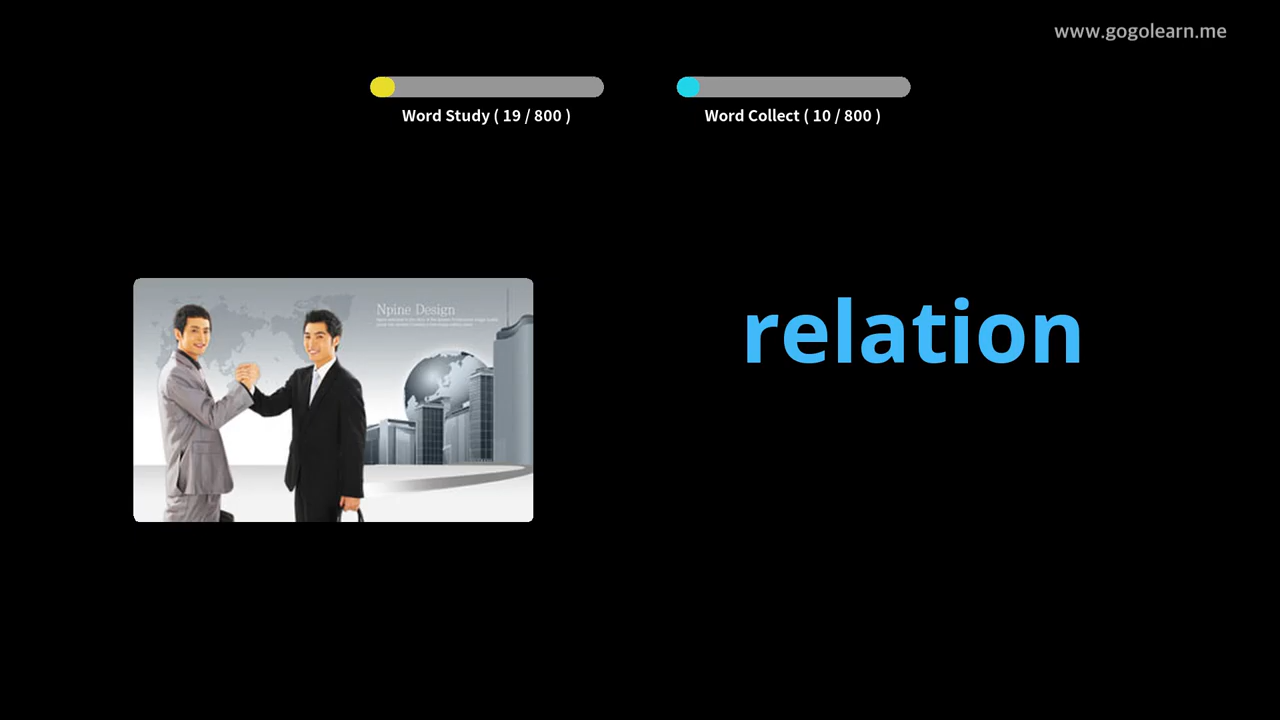 www.gogolearn.me
Word Study ( 19 / 800 )
Word Collect ( 10 / 800 )
Npine Design
relation